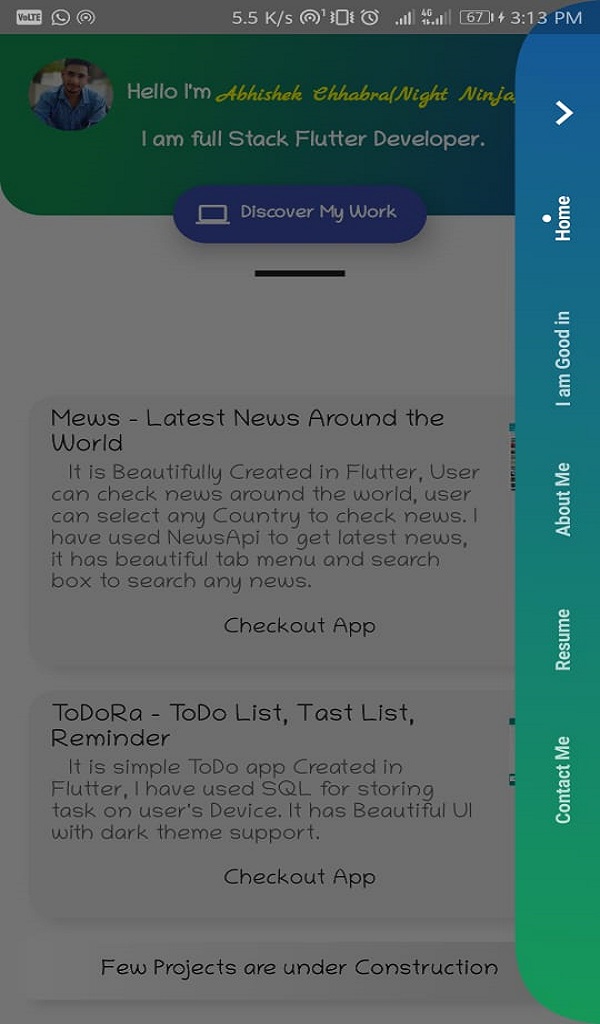 VoLTE 5.5 K/s 1 4G 67 3:13 PM
Hello I'm Abhishek Chhabra(Night Ninja)
I am full Stack Flutter Developer.
Discover My Work
Mews - Latest News Around the
World
It is Beautifully Created in Flutter, User
can check news around the world, user
can select any Country to check news. I
have used NewsApi to get latest news,
it has beautiful tab menu and search
box to search any news.
Checkout App
ToDoRa - ToDo List, Tast List,
Reminder
It is simple ToDo app Created in
Flutter, I have used SQL for storing
task on user's Device. It has Beautiful UI
with dark theme support.
Checkout App
Few Projects are under Construction
Home
I am Good in
About Me
Resume
Contact Me